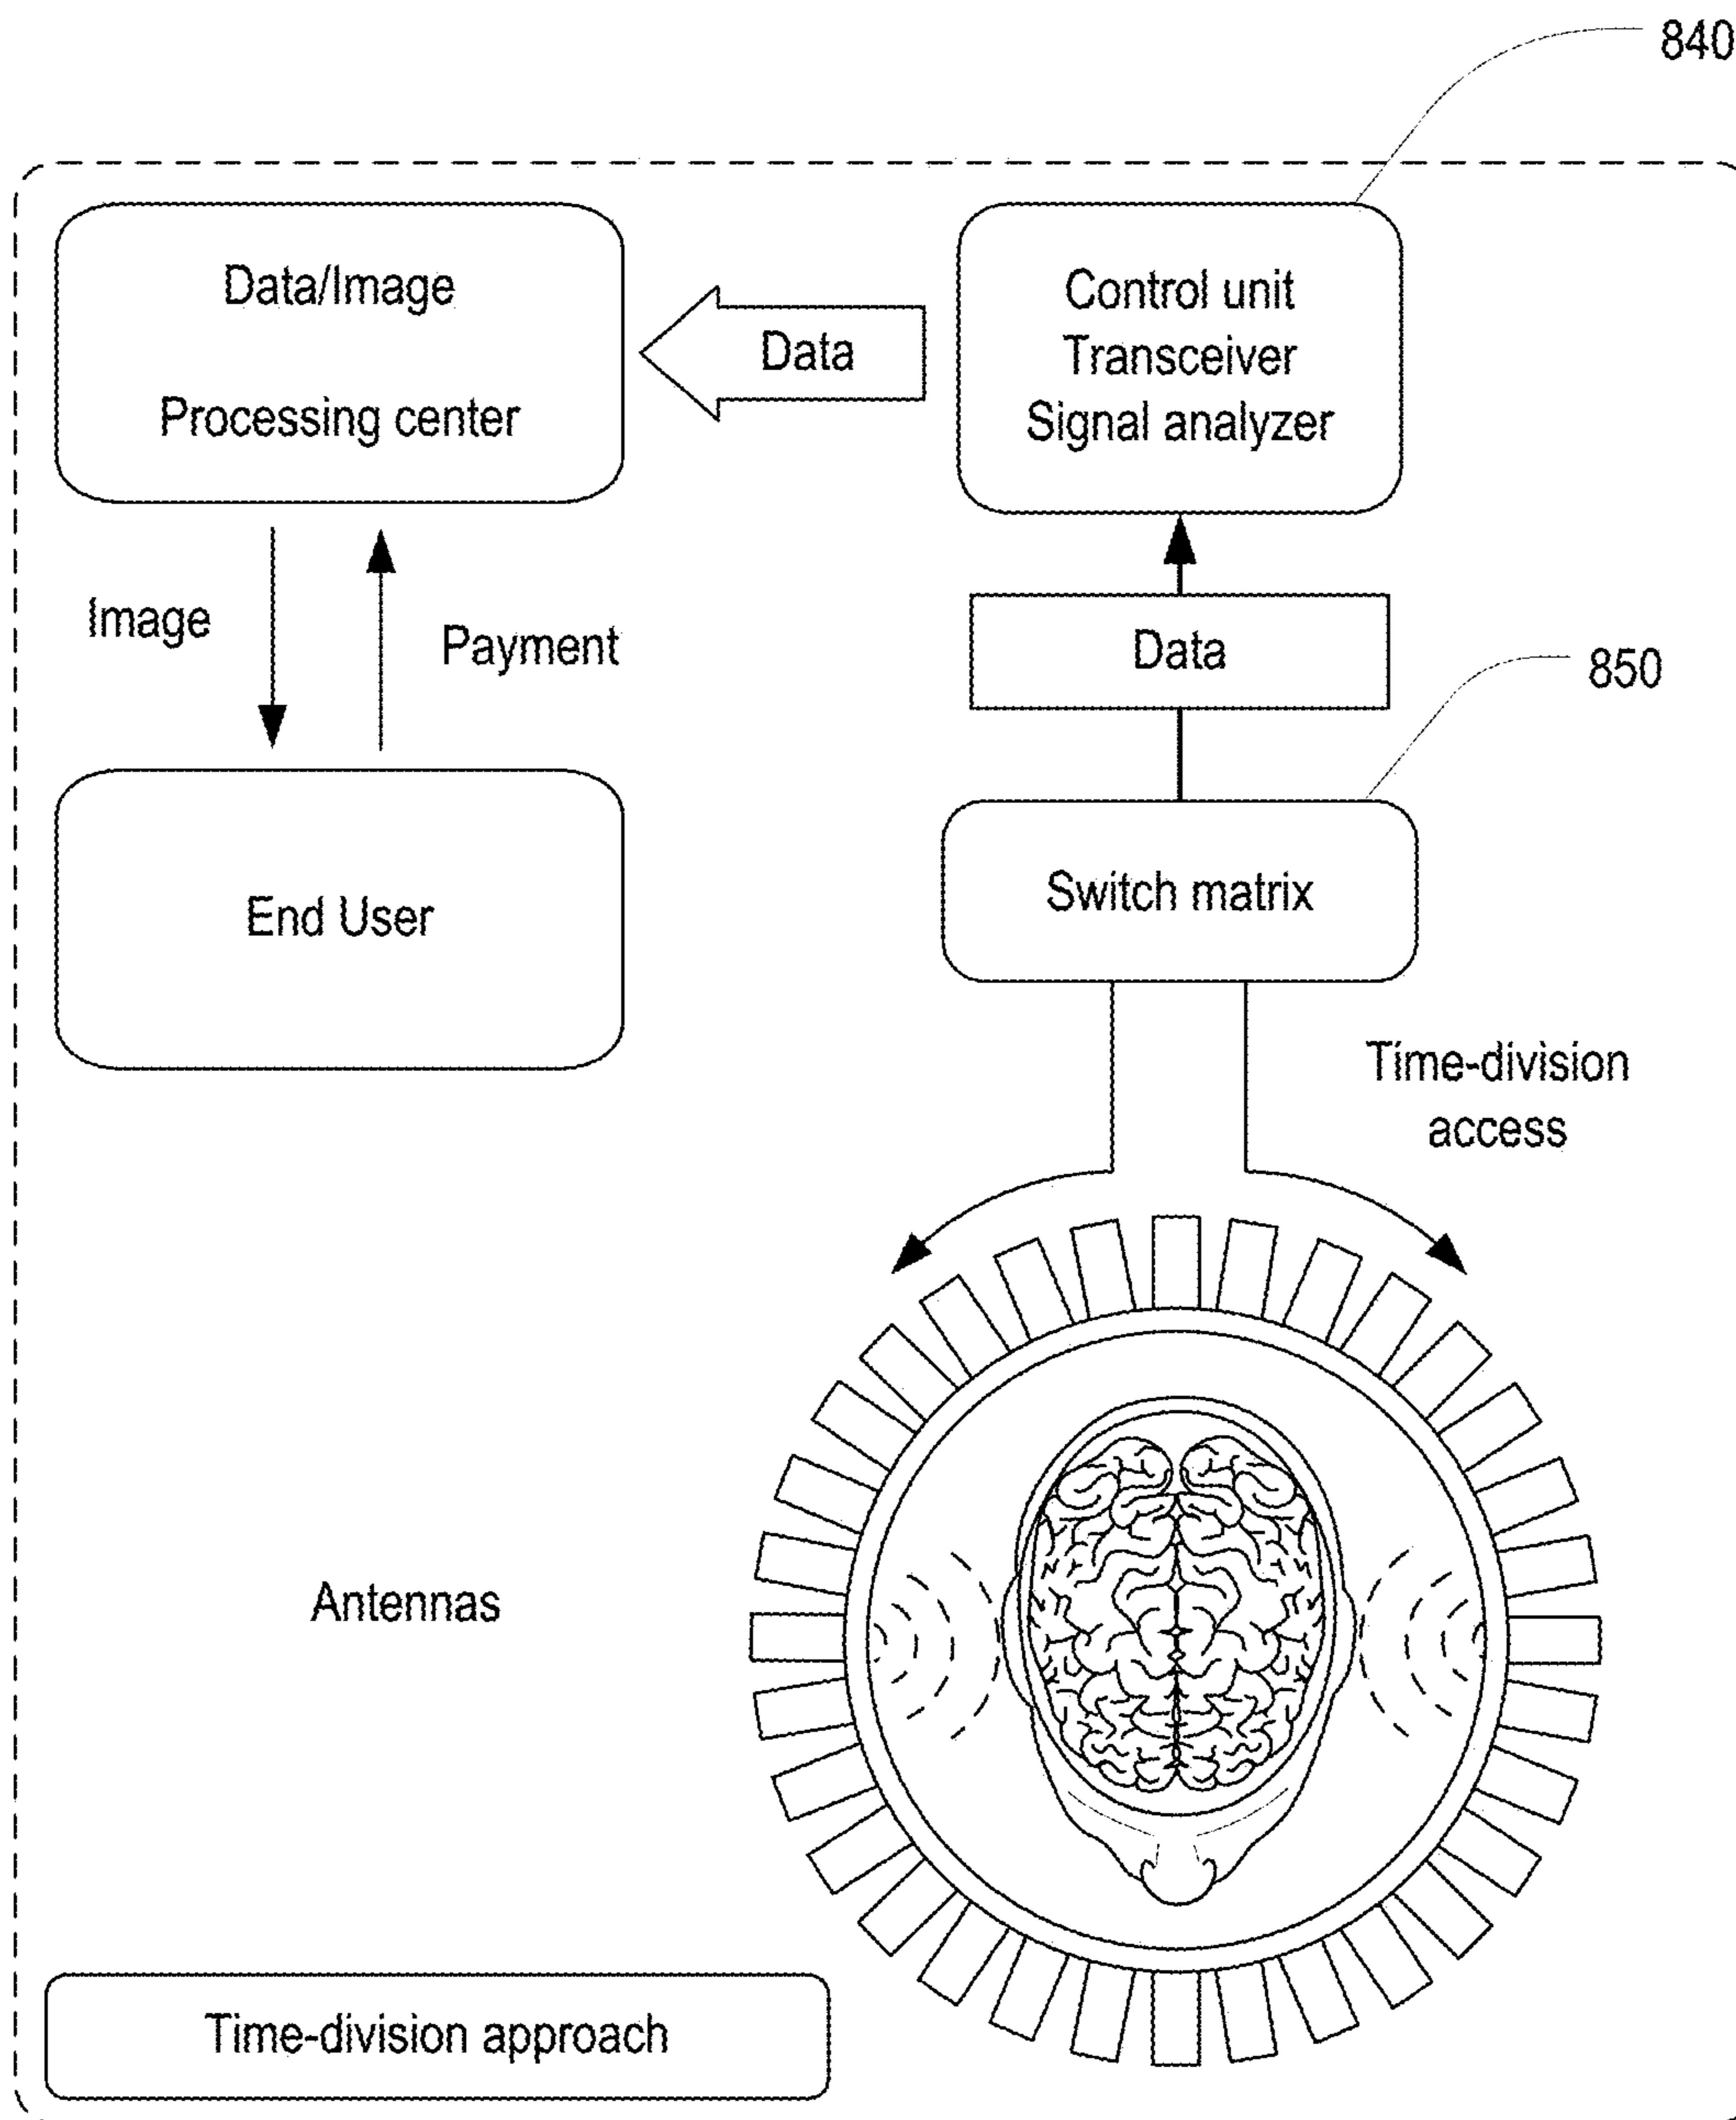 840
Data/Image
Processing center
Data
Control unit
Transceiver
Signal analyzer
Image
Payment
Data
850
End User
Switch matrix
Time-division
access
Antennas
Time-division approach